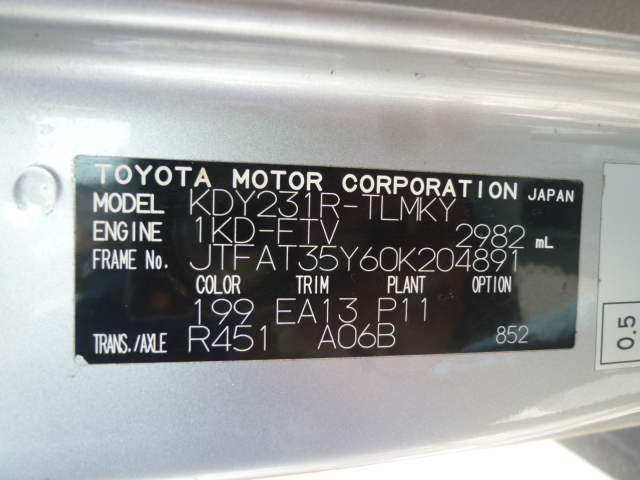 TOYOTA MOTOR CORPORATION JAPAN
MODEL KDY231R-TLMKY
ENGINE 1KD-FTV 2982 mL
FRAME No. JTFAT35Y60K204891
COLOR TRIM PLANT OPTION
199 EA13 P11
TRANS./AXLE R451 A06B 852
0.5